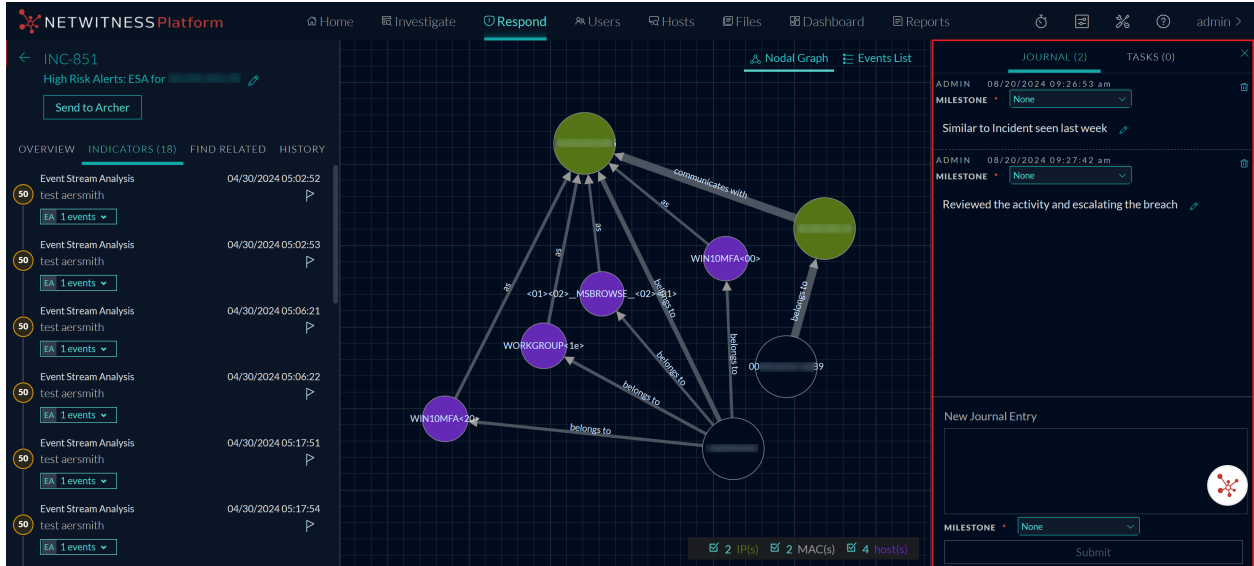 NETWITNESS Platform
Home
Investigate
Respond
Users
Hosts
Files
Dashboard
Reports
admin >
INC-851
High Risk Alerts: ESA for
Send to Archer
OVERVIEW
INDICATORS (18)
FIND RELATED
HISTORY
Event Stream Analysis 04/30/2024 05:02:52
50 test aersmith
EA 1 events
Event Stream Analysis 04/30/2024 05:02:53
50 test aersmith
EA 1 events
Event Stream Analysis 04/30/2024 05:06:21
50 test aersmith
EA 1 events
Event Stream Analysis 04/30/2024 05:06:22
50 test aersmith
EA 1 events
Event Stream Analysis 04/30/2024 05:17:51
50 test aersmith
EA 1 events
Event Stream Analysis 04/30/2024 05:17:54
50 test aersmith
EA 1 events
Nodal Graph
Events List
communicates with
as
as
as
as
WIN10MFA<00>
<01><02>__MSBROWSE__<02><01>
belongs to
belongs to
WORKGROUP<1e>
belongs to
belongs to
00
39
belongs to
WIN10MFA<20>
belongs to
2 IP(s)
2 MAC(s)
4 host(s)
JOURNAL (2)
TASKS (0)
ADMIN 08/20/2024 09:26:53 am
MILESTONE * None
Similar to Incident seen last week
ADMIN 08/20/2024 09:27:42 am
MILESTONE * None
Reviewed the activity and escalating the breach
New Journal Entry
MILESTONE * None
Submit